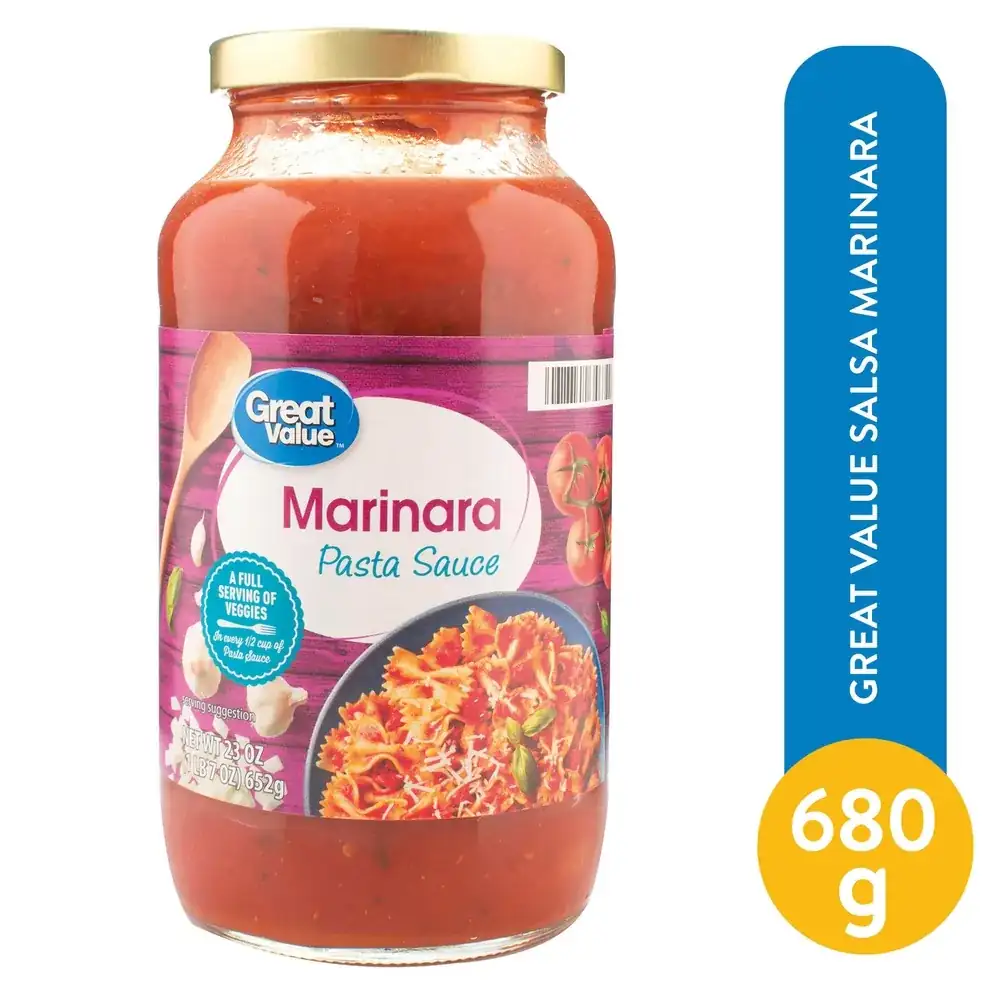 Great
Value™
Marinara
Pasta Sauce
A FULL
SERVING OF
VEGGIES
In every 1/2 cup of
Pasta Sauce
serving suggestion
NET WT 23 OZ
(1 LB 7 OZ) 652g
GREAT VALUE SALSA MARINARA
680
g